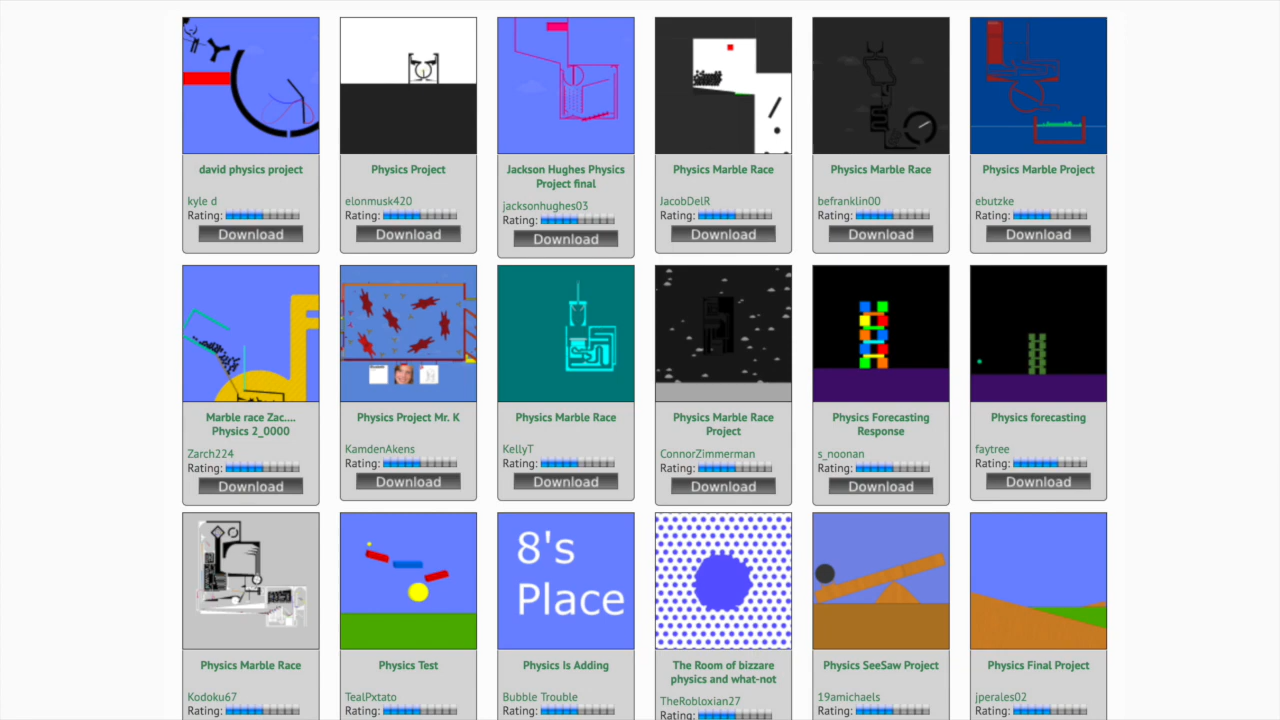 david physics project
kyle d
Rating:
Download
Physics Project
elonmusk420
Rating:
Download
Jackson Hughes Physics
Project final
jacksonhughes03
Rating:
Download
Physics Marble Race
JacobDelR
Rating:
Download
Physics Marble Race
befranklin00
Rating:
Download
Physics Marble Project
ebutzke
Rating:
Download
Marble race Zac....
Physics 2_0000
Zarch224
Rating:
Download
Physics Project Mr. K
KamdenAkens
Rating:
Download
Physics Marble Race
KellyT
Rating:
Download
Physics Marble Race
Project
ConnorZimmerman
Rating:
Download
Physics Forecasting
Response
s_noonan
Rating:
Download
Physics forecasting
faytree
Rating:
Download
Physics Marble Race
Kodoku67
Rating:
Physics Test
TealPxtato
Rating:
8's
Place
Physics Is Adding
Bubble Trouble
Rating:
The Room of bizzare
physics and what-not
TheRobloxian27
Rating:
Physics SeeSaw Project
19amichaels
Rating:
Physics Final Project
jperales02
Rating: